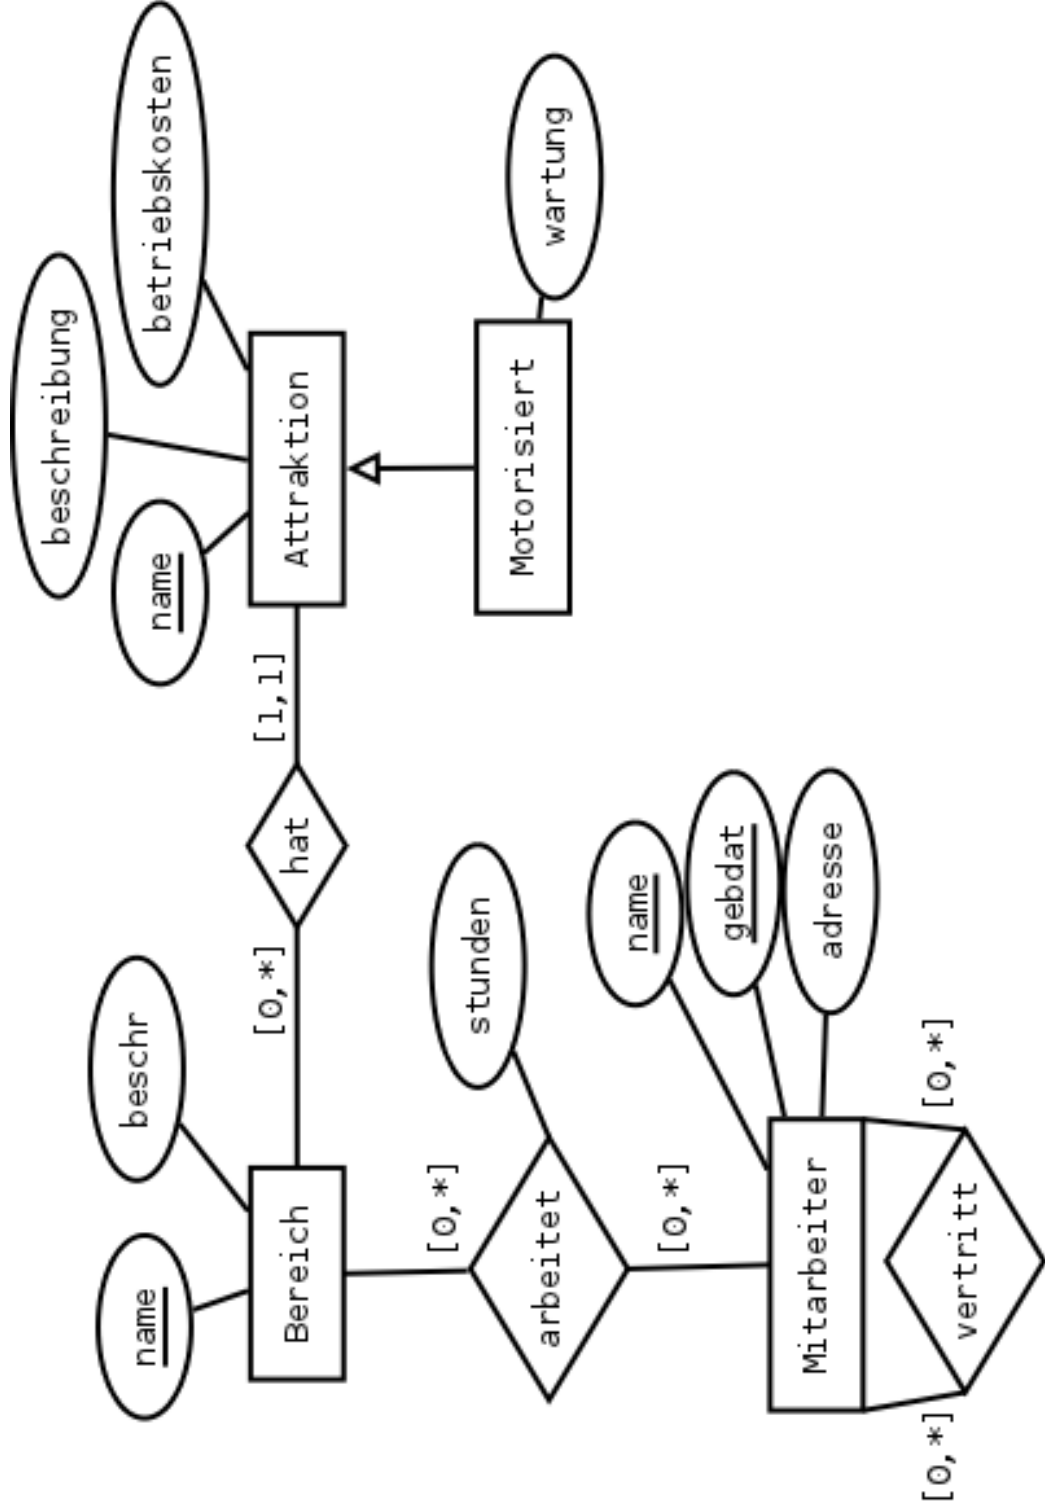 name
beschr
Bereich
[0,*]
hat
[1,1]
name
beschreibung
betriebskosten
Attraktion
Motorisiert
wartung
[0,*]
arbeitet
stunden
[0,*]
Mitarbeiter
name
gebdat
adresse
[0,*]
vertritt
[0,*]